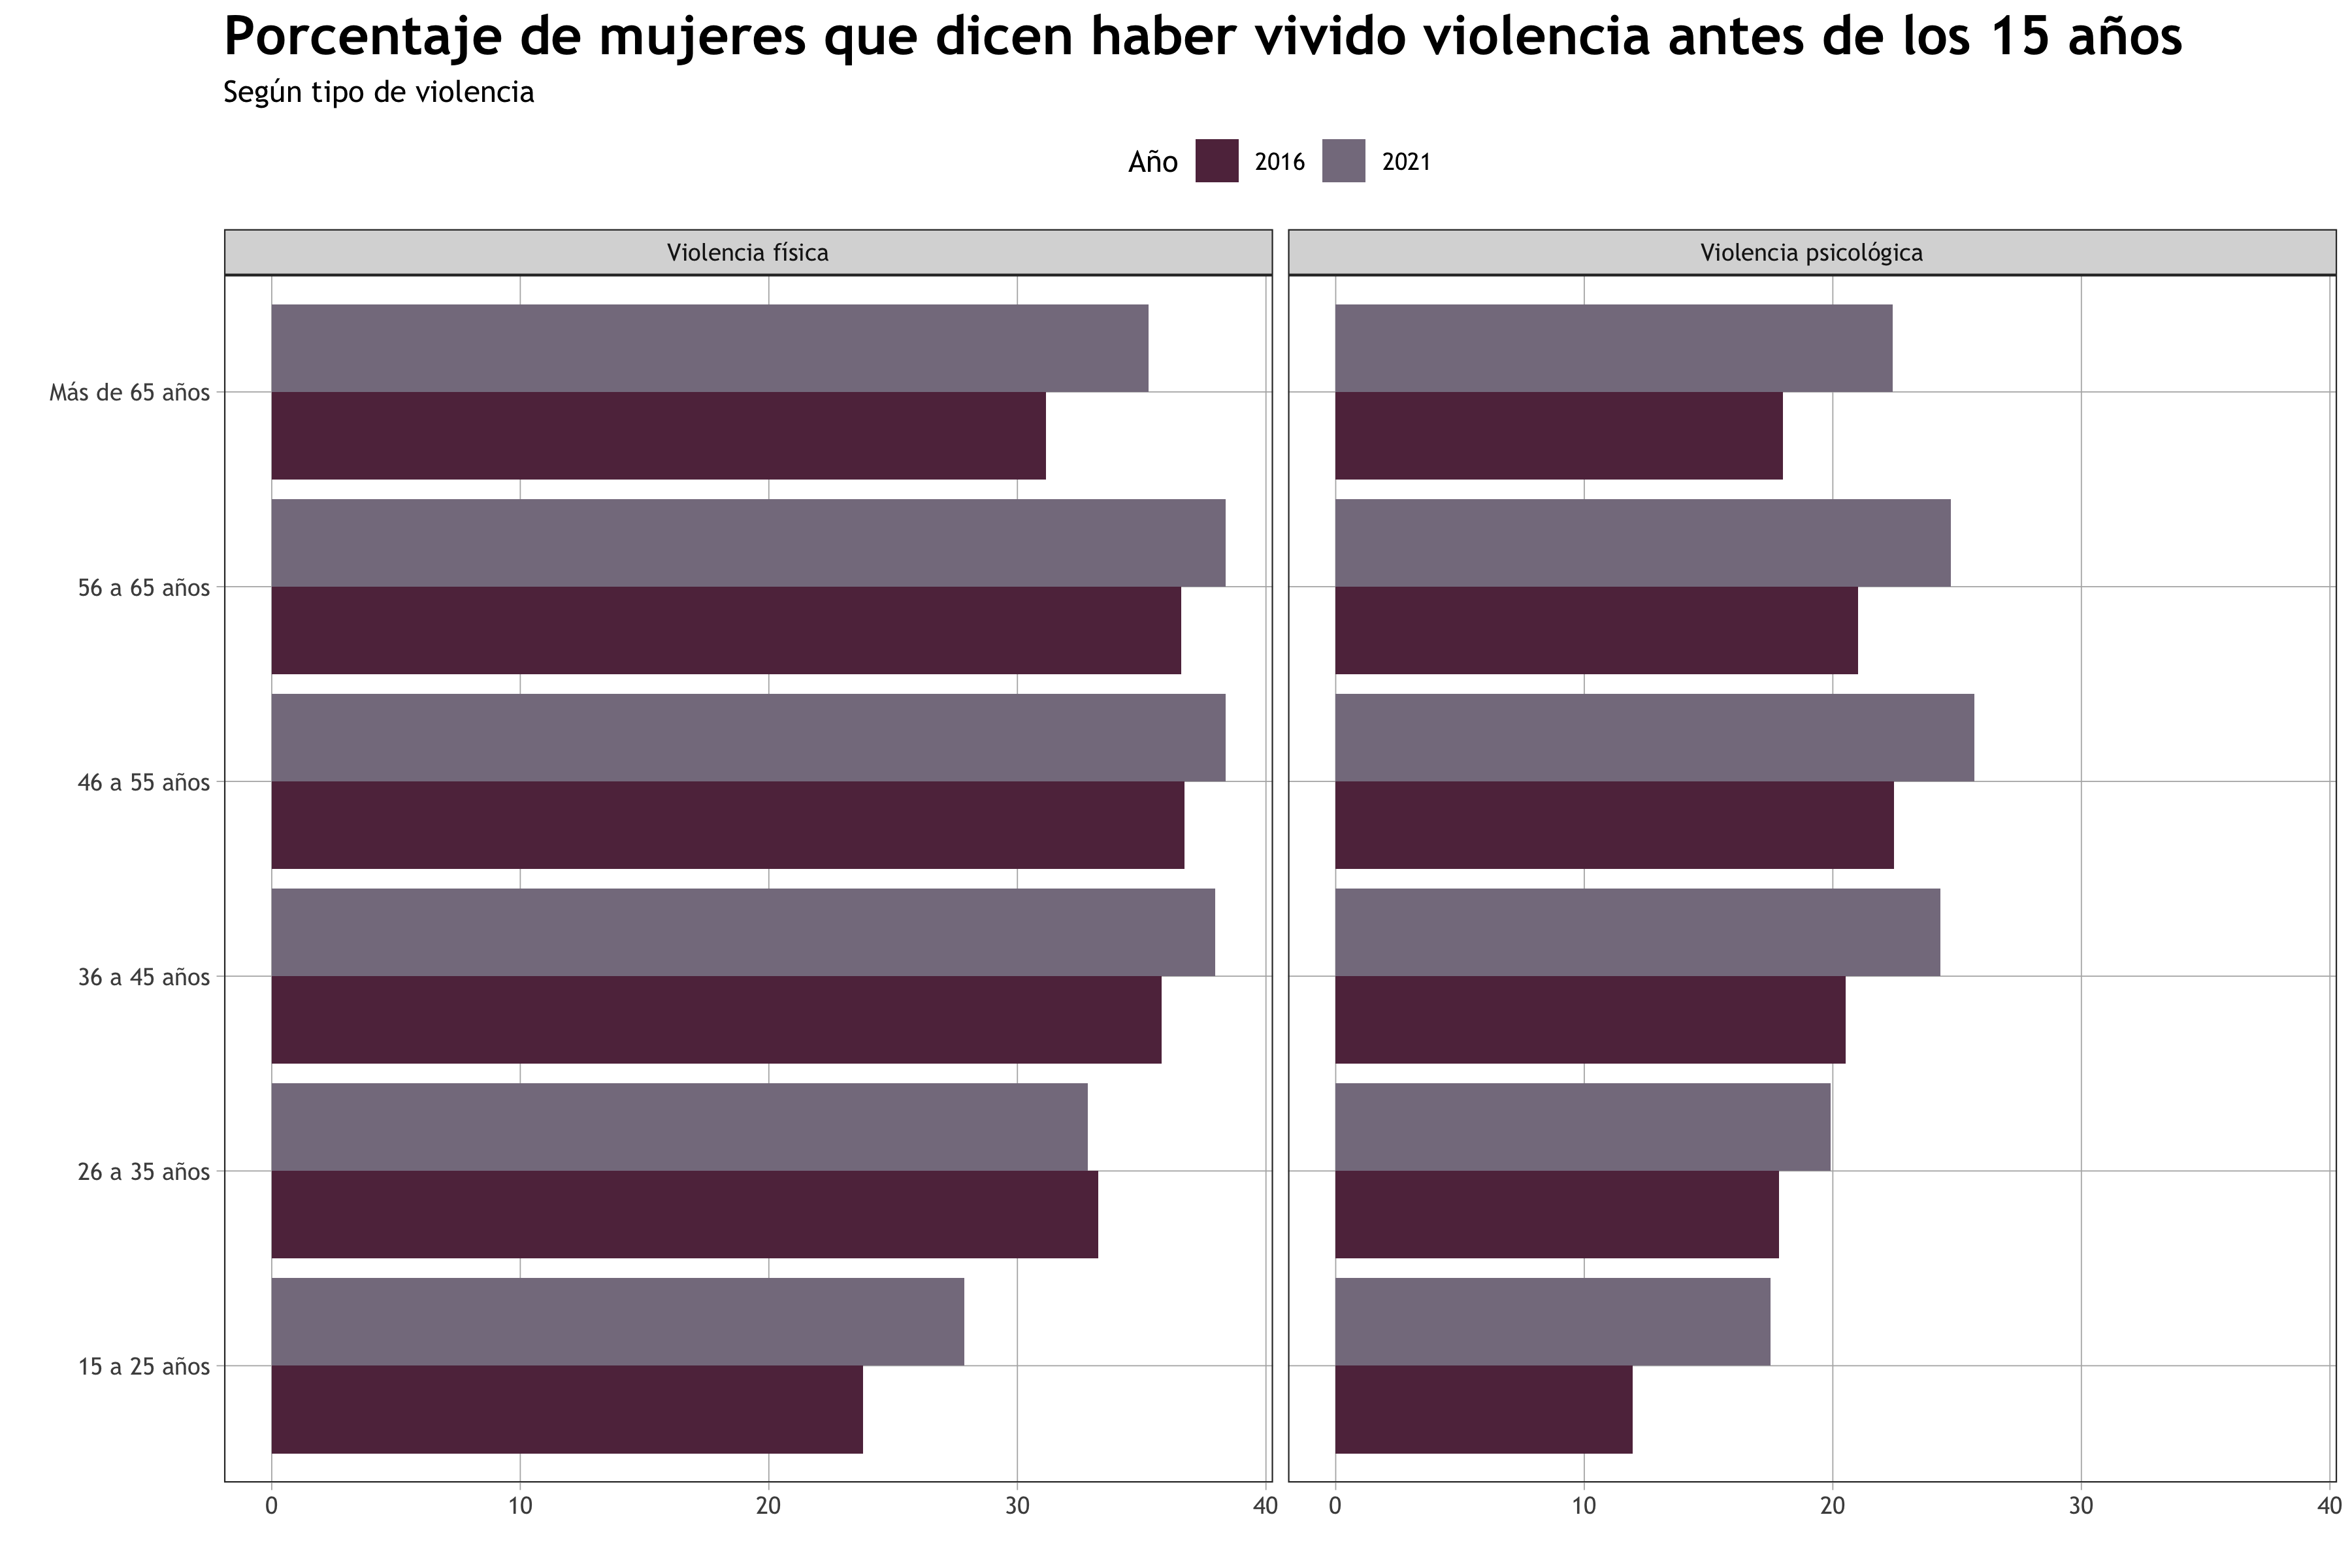 Porcentaje de mujeres que dicen haber vivido violencia antes de los 15 años
Según tipo de violencia
Año 2016 2021
Violencia física Violencia psicológica
Más de 65 años
56 a 65 años
46 a 55 años
36 a 45 años
26 a 35 años
15 a 25 años
0 10 20 30 40 0 10 20 30 40